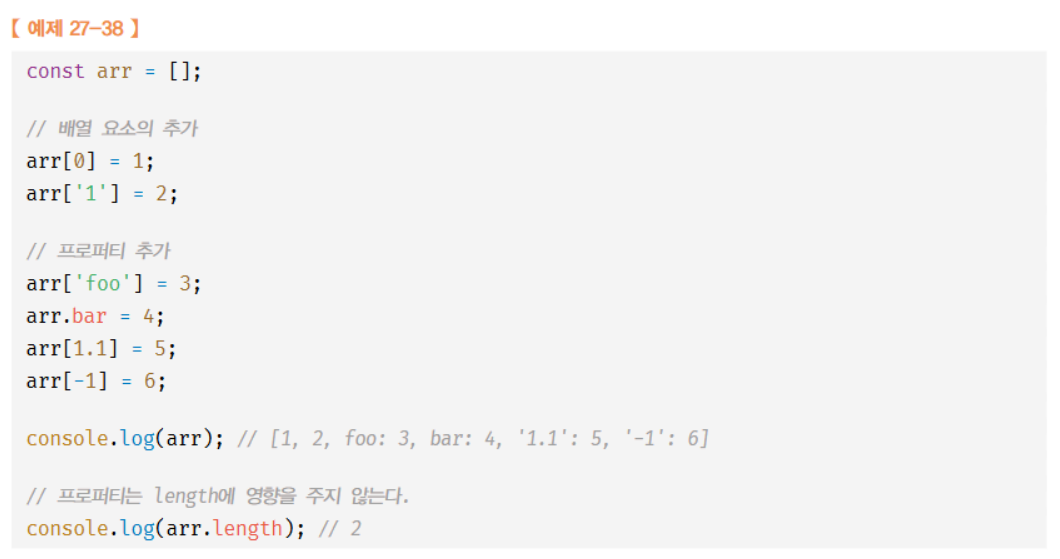 【 예제 27-38 】
const arr = [];
// 배열 요소의 추가
arr[0] = 1;
arr['1'] = 2;
// 프로퍼티 추가
arr['foo'] = 3;
arr.bar = 4;
arr[1.1] = 5;
arr[-1] = 6;
console.log(arr); // [1, 2, foo: 3, bar: 4, '1.1': 5, '-1': 6]
// 프로퍼티는 length에 영향을 주지 않는다.
console.log(arr.length); // 2